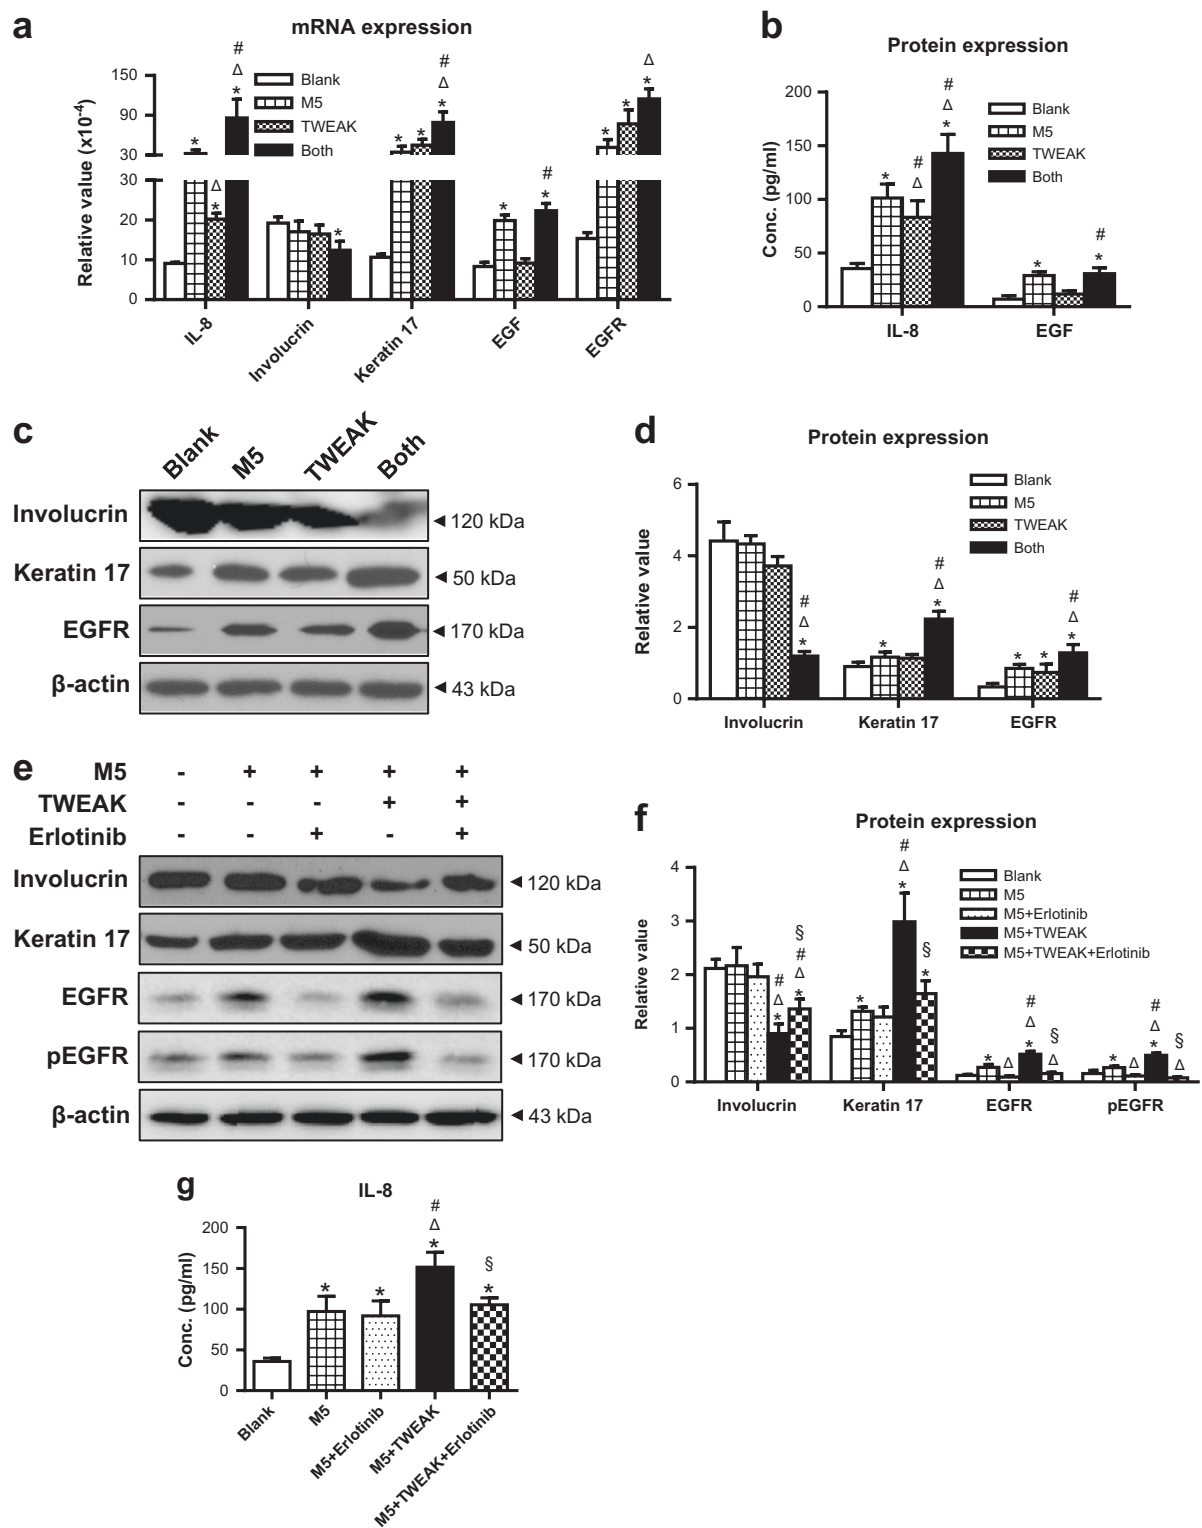 a
mRNA expression
Relative value (x10-4)
150
90
30
30
20
10
0
#
Δ
*
*
Δ
*
*
#
Δ
*
*
*
#
*
*
Δ
*
*
*
Blank
M5
TWEAK
Both
IL-8
Involucrin
Keratin 17
EGF
EGFR
b
Protein expression
Conc. (pg/ml)
200
150
100
50
0
*
#
Δ
#
Δ
*
*
#
*
Blank
M5
TWEAK
Both
IL-8
EGF
c
Blank
M5
TWEAK
Both
Involucrin
◄ 120 kDa
Keratin 17
◄ 50 kDa
EGFR
◄ 170 kDa
β-actin
◄ 43 kDa
d
Protein expression
Relative value
6
4
2
0
#
Δ
*
*
#
Δ
*
*
*
#
Δ
*
Blank
M5
TWEAK
Both
Involucrin
Keratin 17
EGFR
e
M5 - + + + +
TWEAK - - - + +
Erlotinib - - + - +
Involucrin
◄ 120 kDa
Keratin 17
◄ 50 kDa
EGFR
◄ 170 kDa
pEGFR
◄ 170 kDa
β-actin
◄ 43 kDa
f
Protein expression
Relative value
4
3
2
1
0
#
Δ
*
§
#
Δ
*
*
#
Δ
*
§
*
*
Δ
#
Δ
*
§
Δ
*
Δ
#
Δ
*
§
Δ
Blank
M5
M5+Erlotinib
M5+TWEAK
M5+TWEAK+Erlotinib
Involucrin
Keratin 17
EGFR
pEGFR
g
IL-8
Conc. (pg/ml)
200
150
100
50
0
*
*
#
Δ
*
§
*
Blank
M5
M5+Erlotinib
M5+TWEAK
M5+TWEAK+Erlotinib